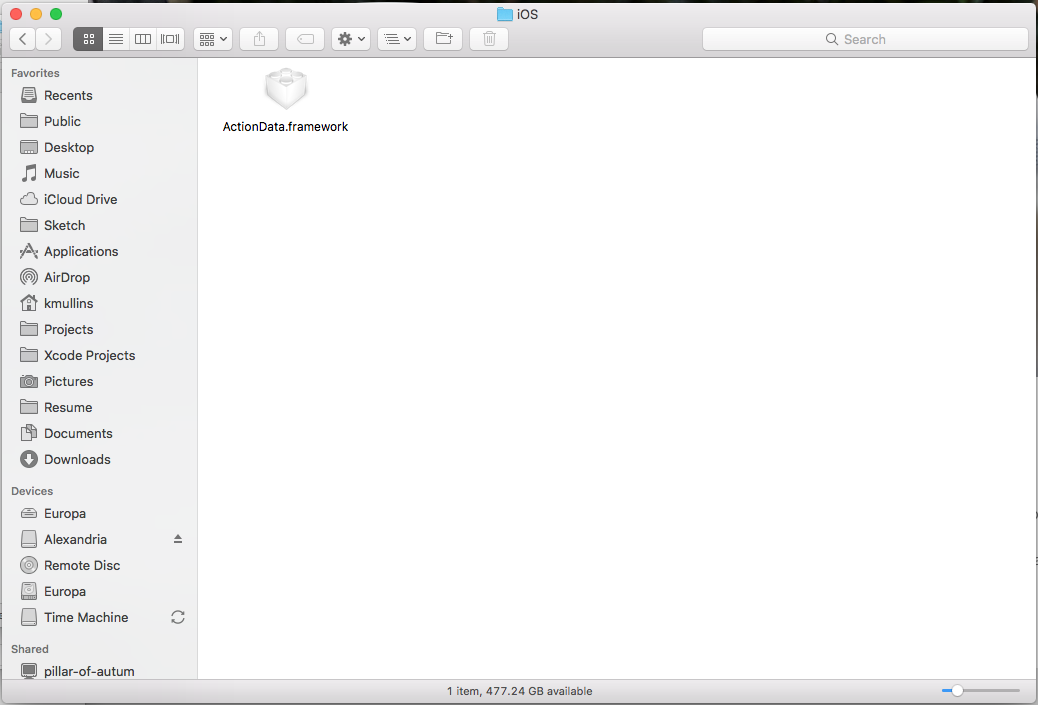 iOS
Search
Favorites
Recents
Public
Desktop
Music
iCloud Drive
Sketch
Applications
AirDrop
kmullins
Projects
Xcode Projects
Pictures
Resume
Documents
Downloads
Devices
Europa
Alexandria
Remote Disc
Europa
Time Machine
Shared
pillar-of-autum
ActionData.framework
1 item, 477.24 GB available